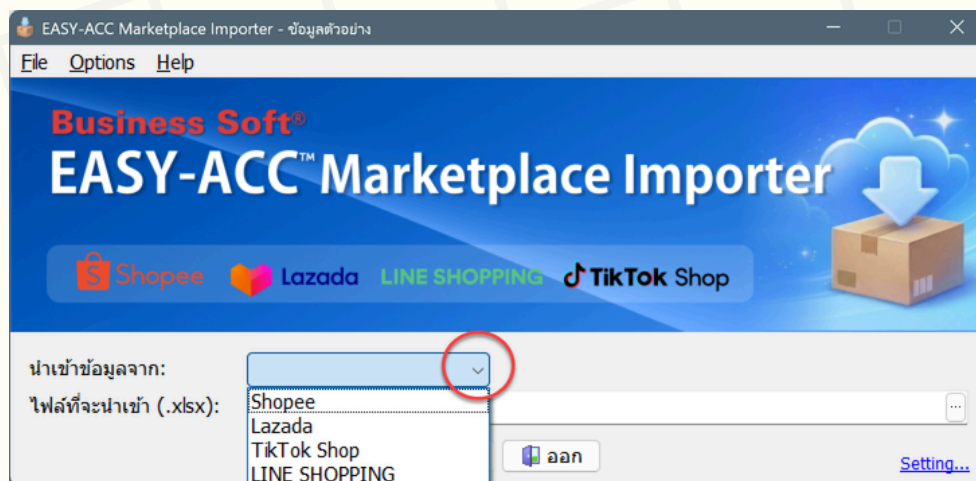 EASY-ACC Marketplace Importer - ข้อมูลตัวอย่าง
File Options Help
Business Soft®
EASY-ACC™ Marketplace Importer
Shopee Lazada LINE SHOPPING TikTok Shop
นำเข้าข้อมูลจาก:
ไฟล์ที่จะนำเข้า (.xlsx): ...
Shopee
Lazada
TikTok Shop
LINE SHOPPING
ออก
Setting...